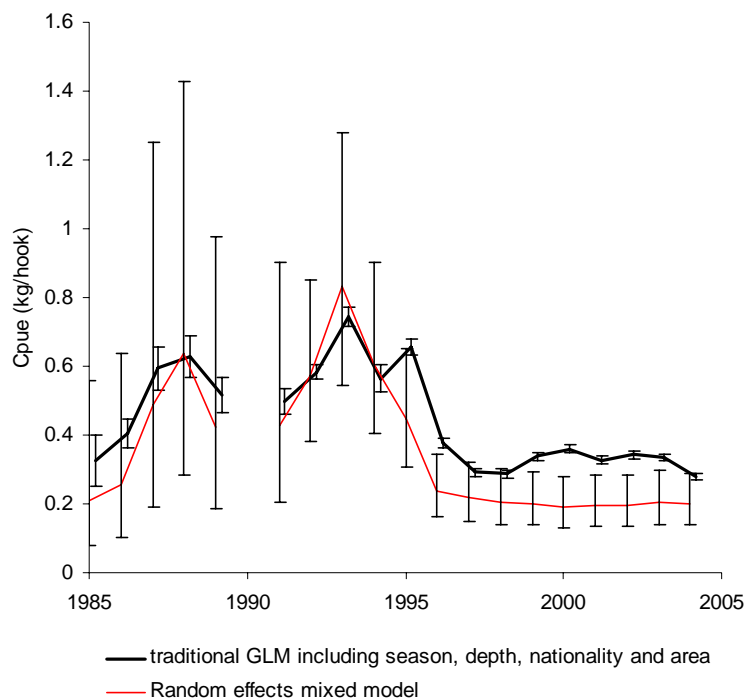 1.6
1.4
1.2
1
0.8
0.6
0.4
0.2
0
Cpue (kg/hook)
1985 1990 1995 2000 2005
traditional GLM including season, depth, nationality and area
Random effects mixed model